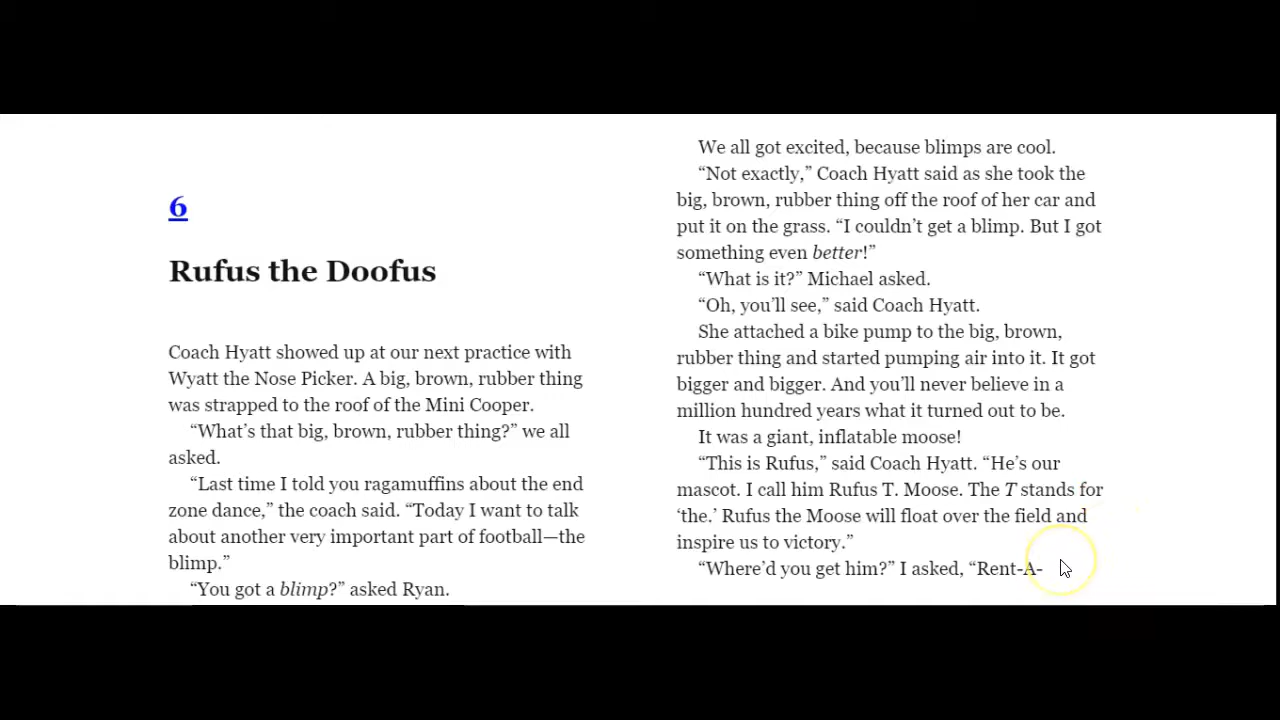 6
Rufus the Doofus
Coach Hyatt showed up at our next practice with
Wyatt the Nose Picker. A big, brown, rubber thing
was strapped to the roof of the Mini Cooper.
“What’s that big, brown, rubber thing?” we all
asked.
“Last time I told you ragamuffins about the end
zone dance,” the coach said. “Today I want to talk
about another very important part of football—the
blimp.”
“You got a blimp?” asked Ryan.
We all got excited, because blimps are cool.
“Not exactly,” Coach Hyatt said as she took the
big, brown, rubber thing off the roof of her car and
put it on the grass. “I couldn’t get a blimp. But I got
something even better!”
“What is it?” Michael asked.
“Oh, you’ll see,” said Coach Hyatt.
She attached a bike pump to the big, brown,
rubber thing and started pumping air into it. It got
bigger and bigger. And you’ll never believe in a
million hundred years what it turned out to be.
It was a giant, inflatable moose!
“This is Rufus,” said Coach Hyatt. “He’s our
mascot. I call him Rufus T. Moose. The T stands for
‘the.’ Rufus the Moose will float over the field and
inspire us to victory.”
“Where’d you get him?” I asked, “Rent-A-